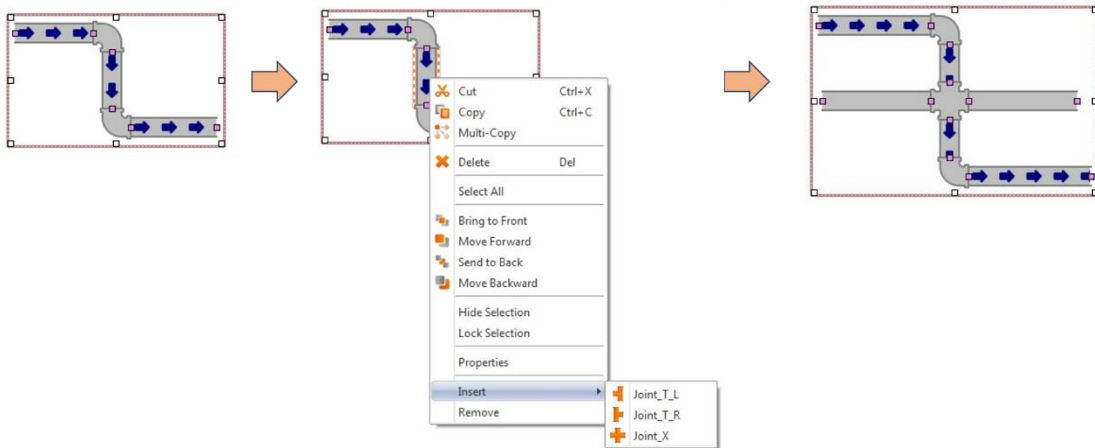 Cut Ctrl+X
Copy Ctrl+C
Multi-Copy
Delete Del
Select All
Bring to Front
Move Forward
Send to Back
Move Backward
Hide Selection
Lock Selection
Properties
Insert
Remove
Joint_T_L
Joint_T_R
Joint_X